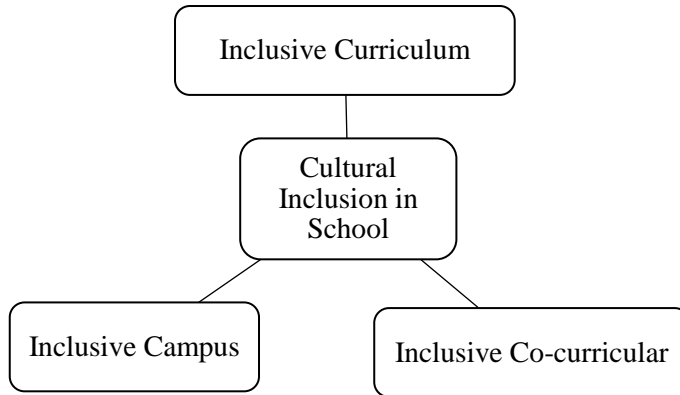 Inclusive Curriculum
Cultural
Inclusion in
School
Inclusive Campus
Inclusive Co-curricular